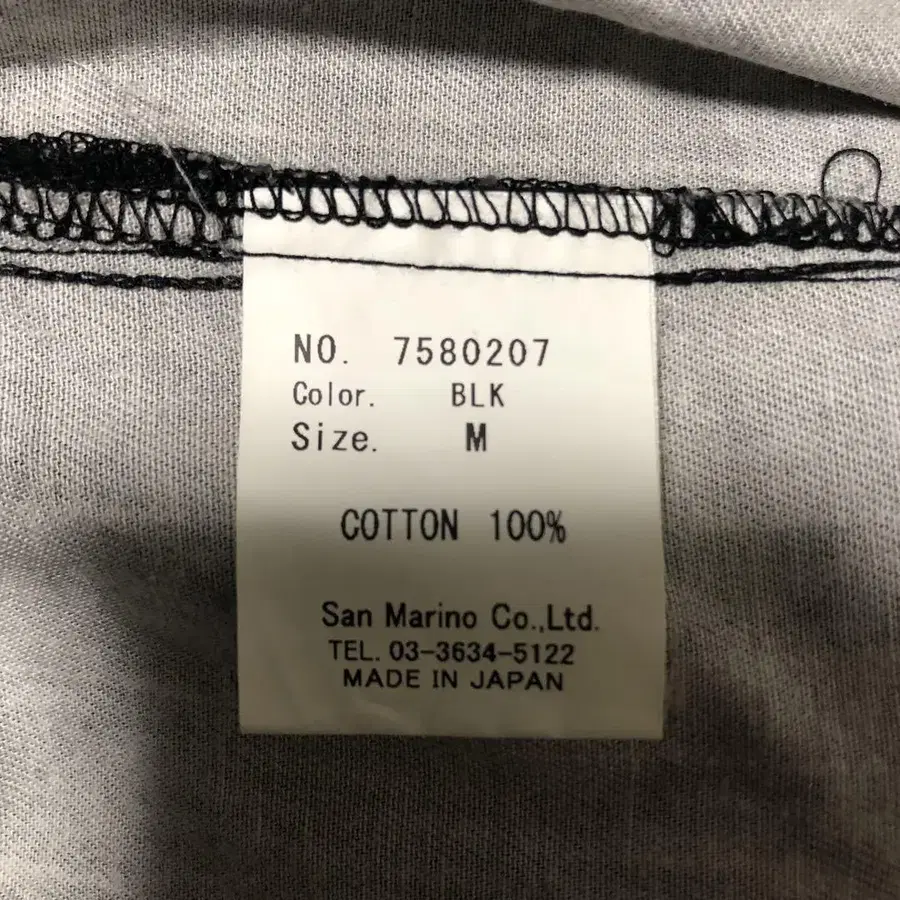 NO. 7580207
Color. BLK
Size. M
COTTON 100%
San Marino Co.,Ltd.
TEL. 03-3634-5122
MADE IN JAPAN